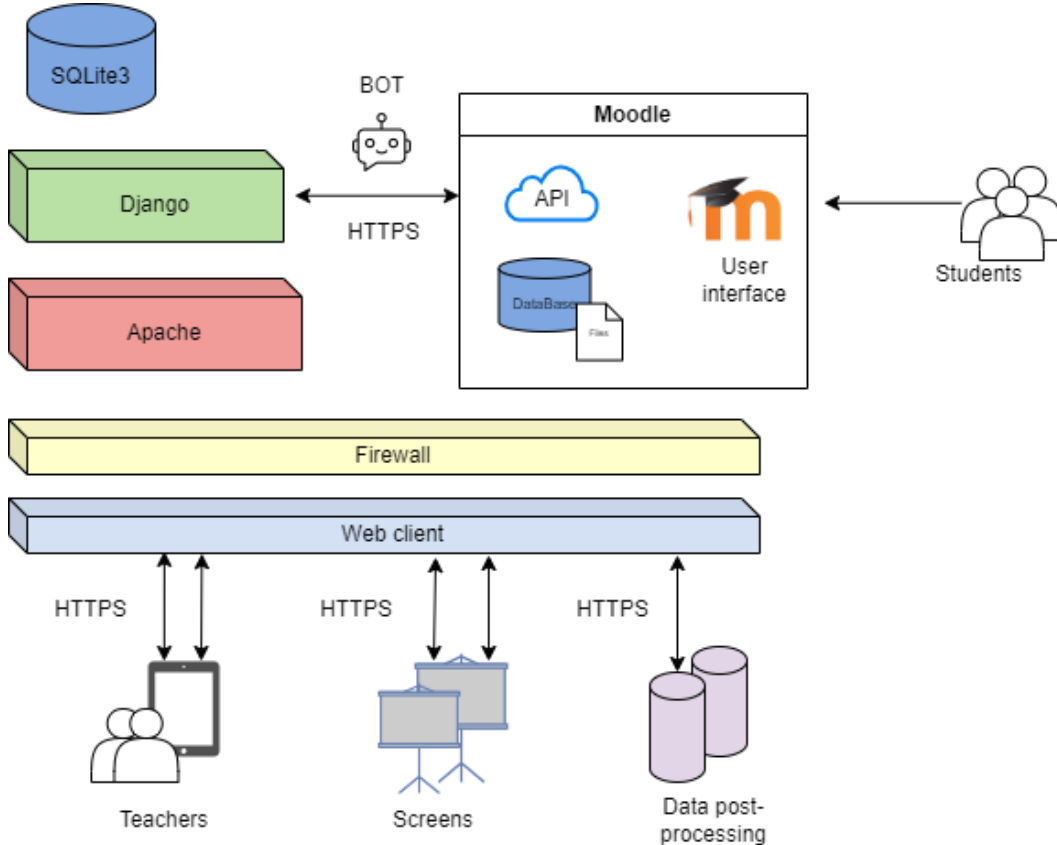 SQLite3
BOT
Moodle
Django
HTTPS
API
m
User
interface
Students
DataBase
Files
Apache
Firewall
Web client
HTTPS
HTTPS
HTTPS
Teachers
Screens
Data post-
processing